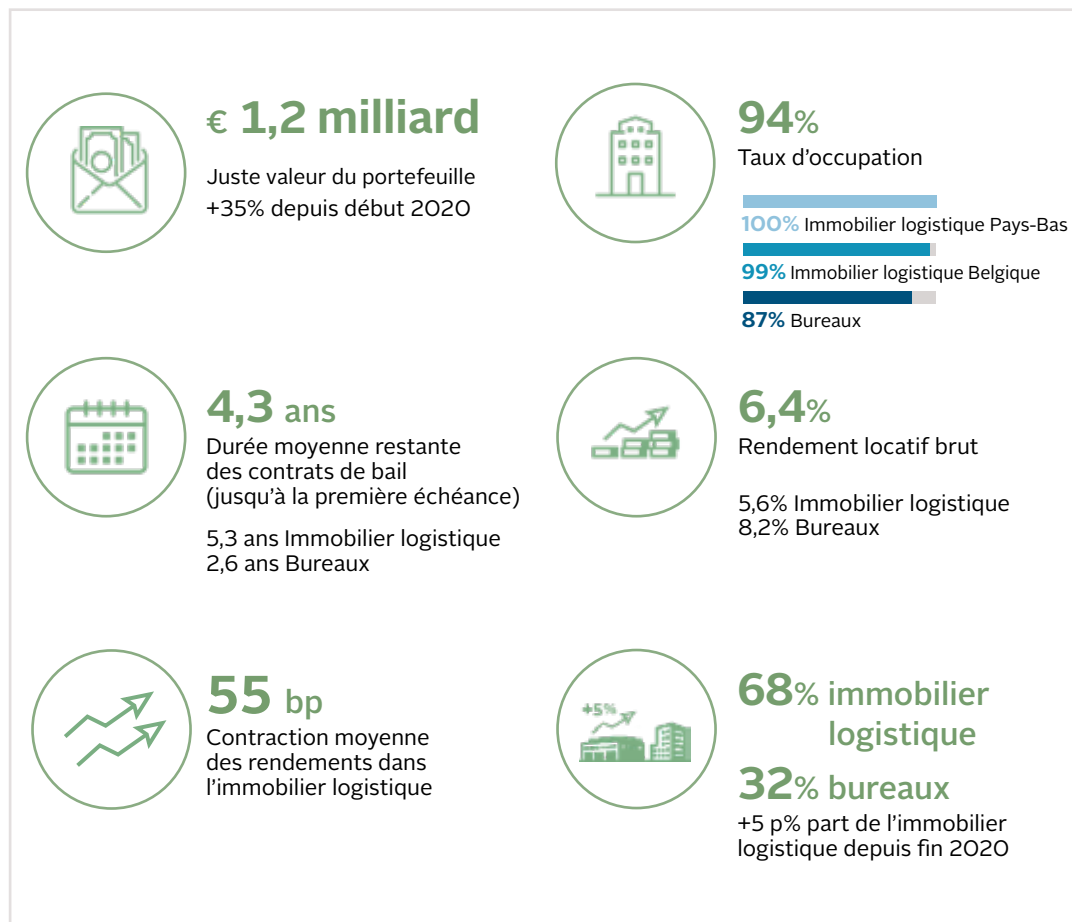 € 1,2 milliard
Juste valeur du portefeuille
+35% depuis début 2020
94%
Taux d'occupation
100% Immobilier logistique Pays-Bas
99% Immobilier logistique Belgique
87% Bureaux
4,3 ans
Durée moyenne restante
des contrats de bail
(jusqu'à la première échéance)
5,3 ans Immobilier logistique
2,6 ans Bureaux
6,4%
Rendement locatif brut
5,6% Immobilier logistique
8,2% Bureaux
55 bp
Contraction moyenne
des rendements dans
l'immobilier logistique
+5%
68% immobilier
logistique
32% bureaux
+5 p% part de l'immobilier
logistique depuis fin 2020